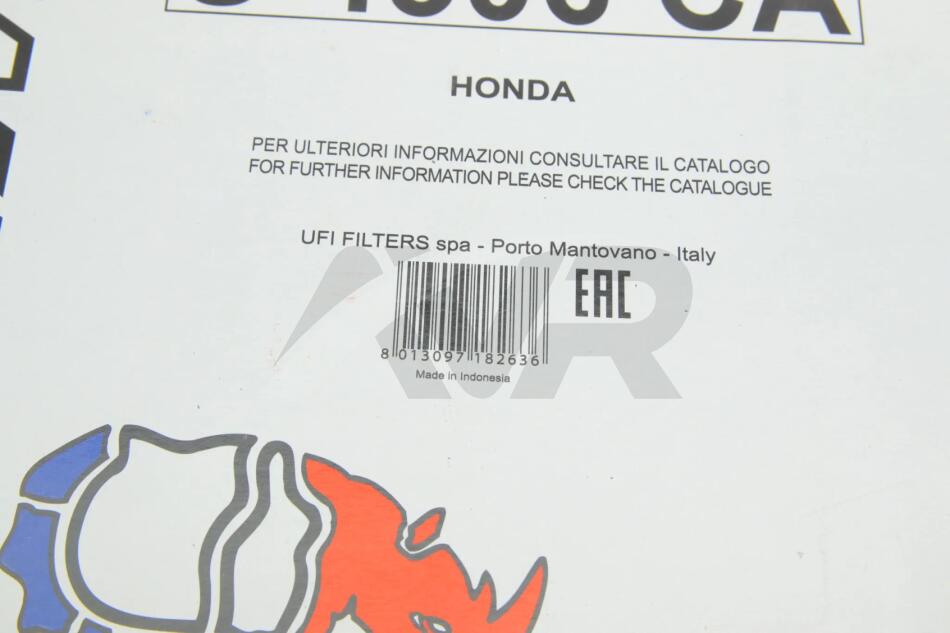 HONDA
PER ULTERIORI INFORMAZIONI CONSULTARE IL CATALOGO
FOR FURTHER INFORMATION PLEASE CHECK THE CATALOGUE
UFI FILTERS spa - Porto Mantovano - Italy
EAC
8 013097 182636
Made in Indonesia